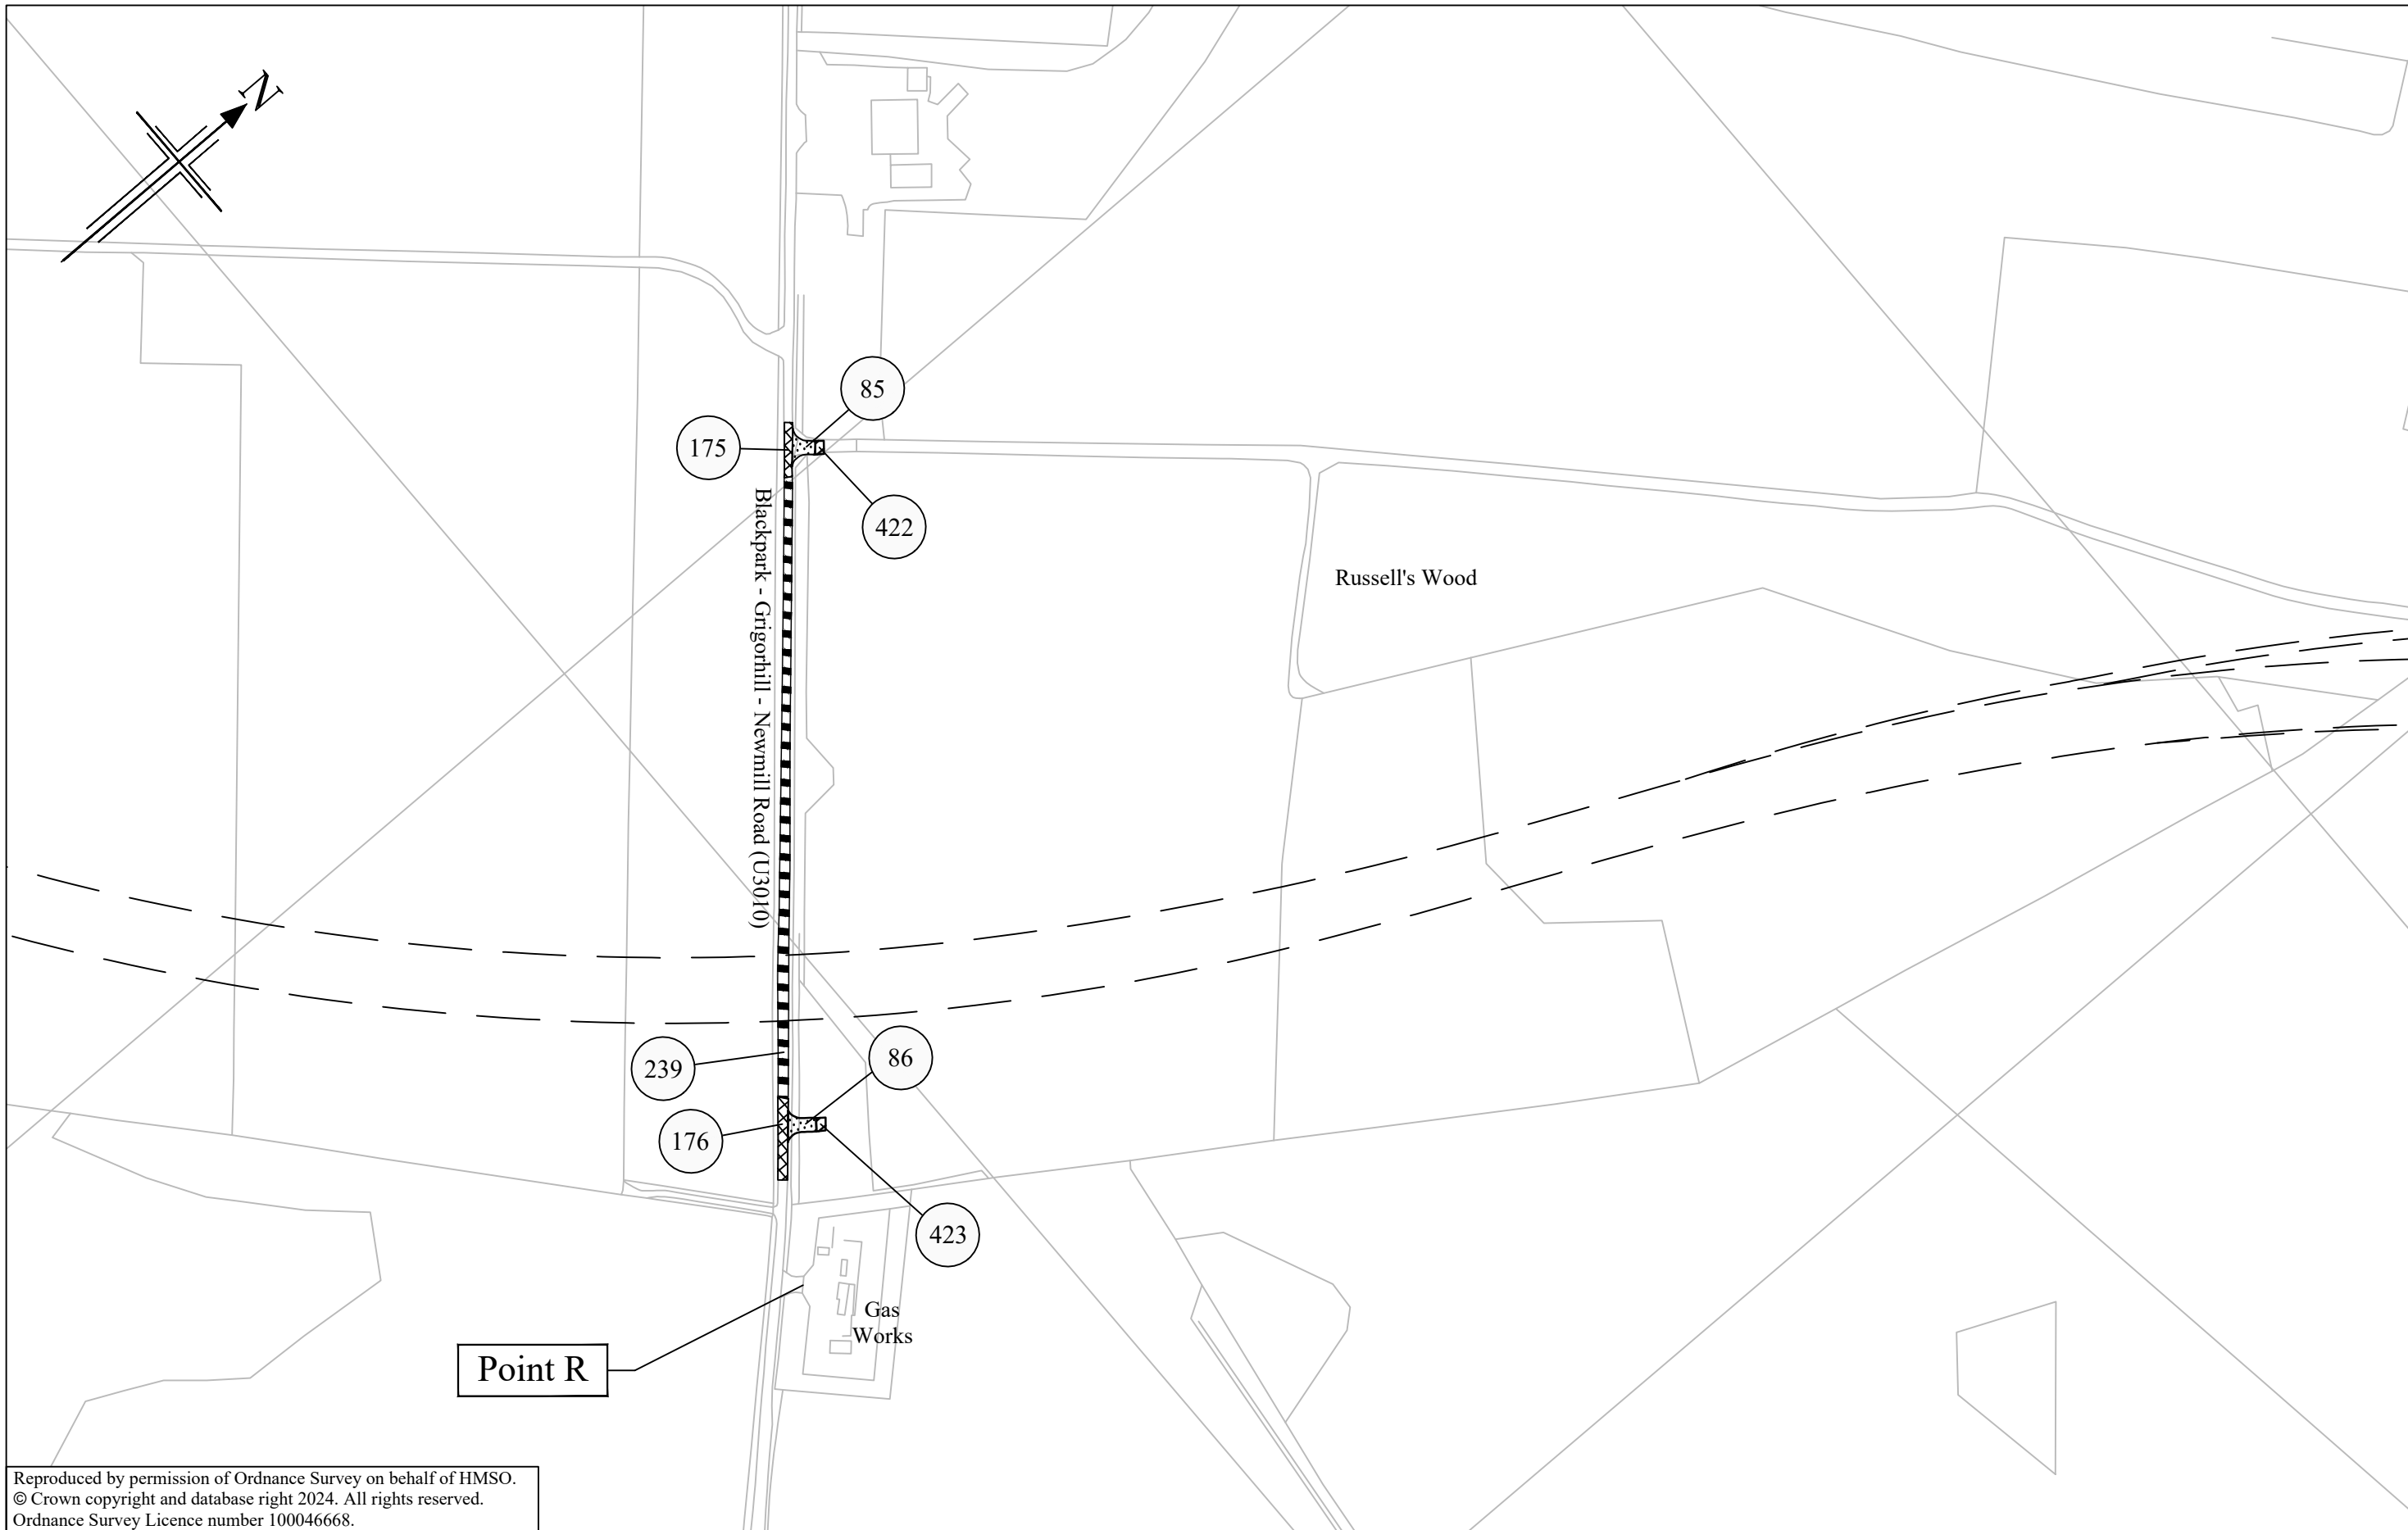 N
85
175
422
Blackpark - Grigorhill - Newmill Road (U3010)
Russell's Wood
239
86
176
423
Gas
Works
Point R
Reproduced by permission of Ordnance Survey on behalf of HMSO.
© Crown copyright and database right 2024. All rights reserved.
Ordnance Survey Licence number 100046668.